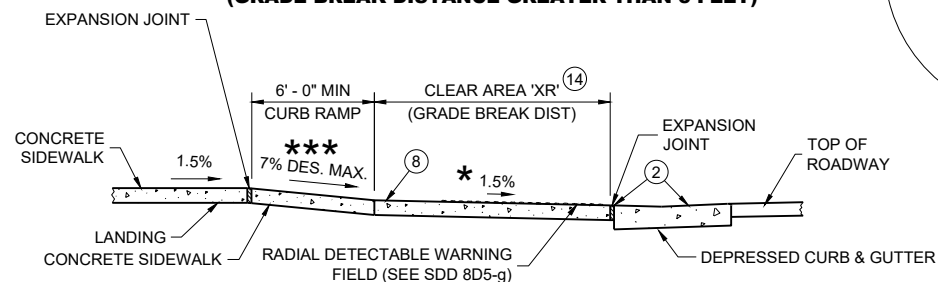 (GRADE BREAK DISTANCE GREATER THAN 5 FEET)
EXPANSION JOINT
6' - 0" MIN
CURB RAMP
CLEAR AREA 'XR' 14
(GRADE BREAK DIST)
CONCRETE
SIDEWALK
1.5%
***
7% DES. MAX.
8
* 1.5%
EXPANSION
JOINT
2
TOP OF
ROADWAY
LANDING
CONCRETE SIDEWALK
RADIAL DETECTABLE WARNING
FIELD (SEE SDD 8D5-g)
DEPRESSED CURB & GUTTER